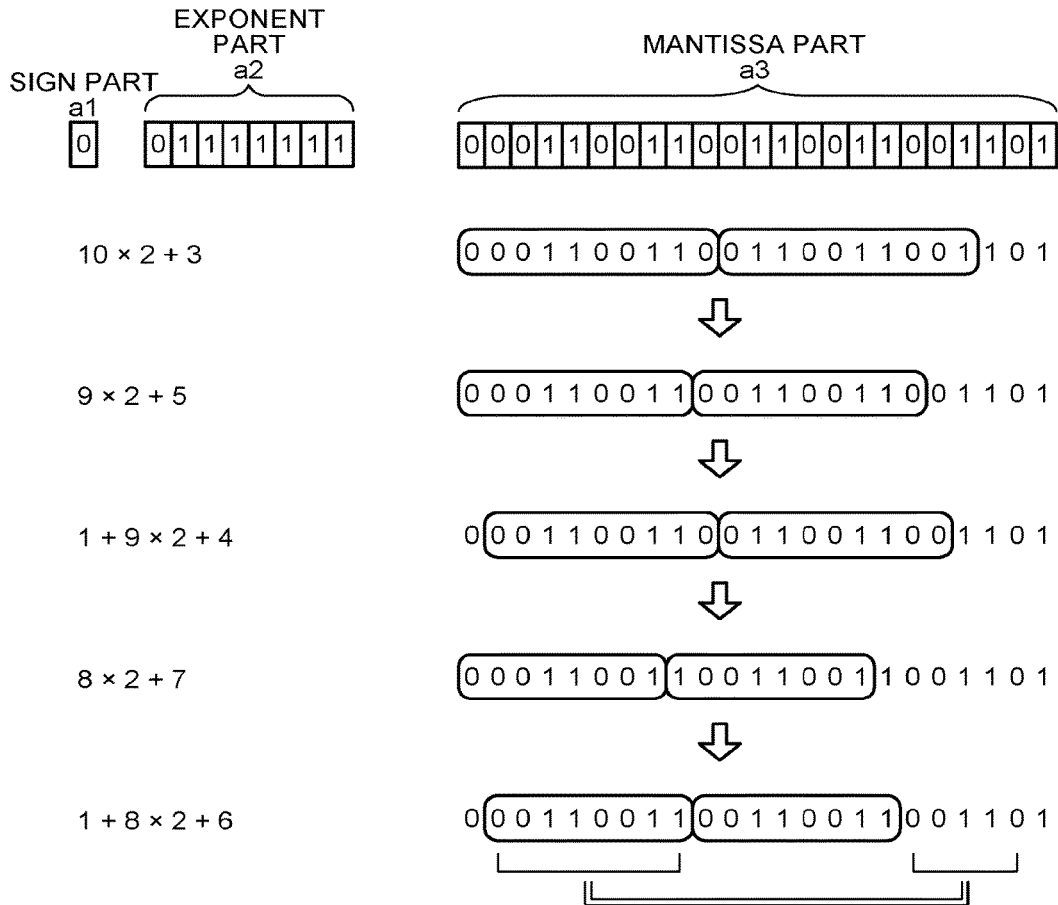 EXPONENT
PART
a2
MANTISSA PART
a3
SIGN PART
a1
0 0 1 1 1 1 1 1 1 0 0 0 1 1 0 0 1 1 0 0 1 1 0 0 1 1 0 0 1 1 0 1
10 × 2 + 3 0 0 0 1 1 0 0 1 1 0 0 1 1 0 0 1 1 0 0 1 1 0 1
9 × 2 + 5 0 0 0 1 1 0 0 1 1 0 0 1 1 0 0 1 1 0 0 1 1 0 1
1 + 9 × 2 + 4 0 0 0 1 1 0 0 1 1 0 0 1 1 0 0 1 1 0 0 1 1 0 1
8 × 2 + 7 0 0 0 1 1 0 0 1 1 0 0 1 1 0 0 1 1 0 0 1 1 0 1
1 + 8 × 2 + 6 0 0 0 1 1 0 0 1 1 0 0 1 1 0 0 1 1 0 0 1 1 0 1